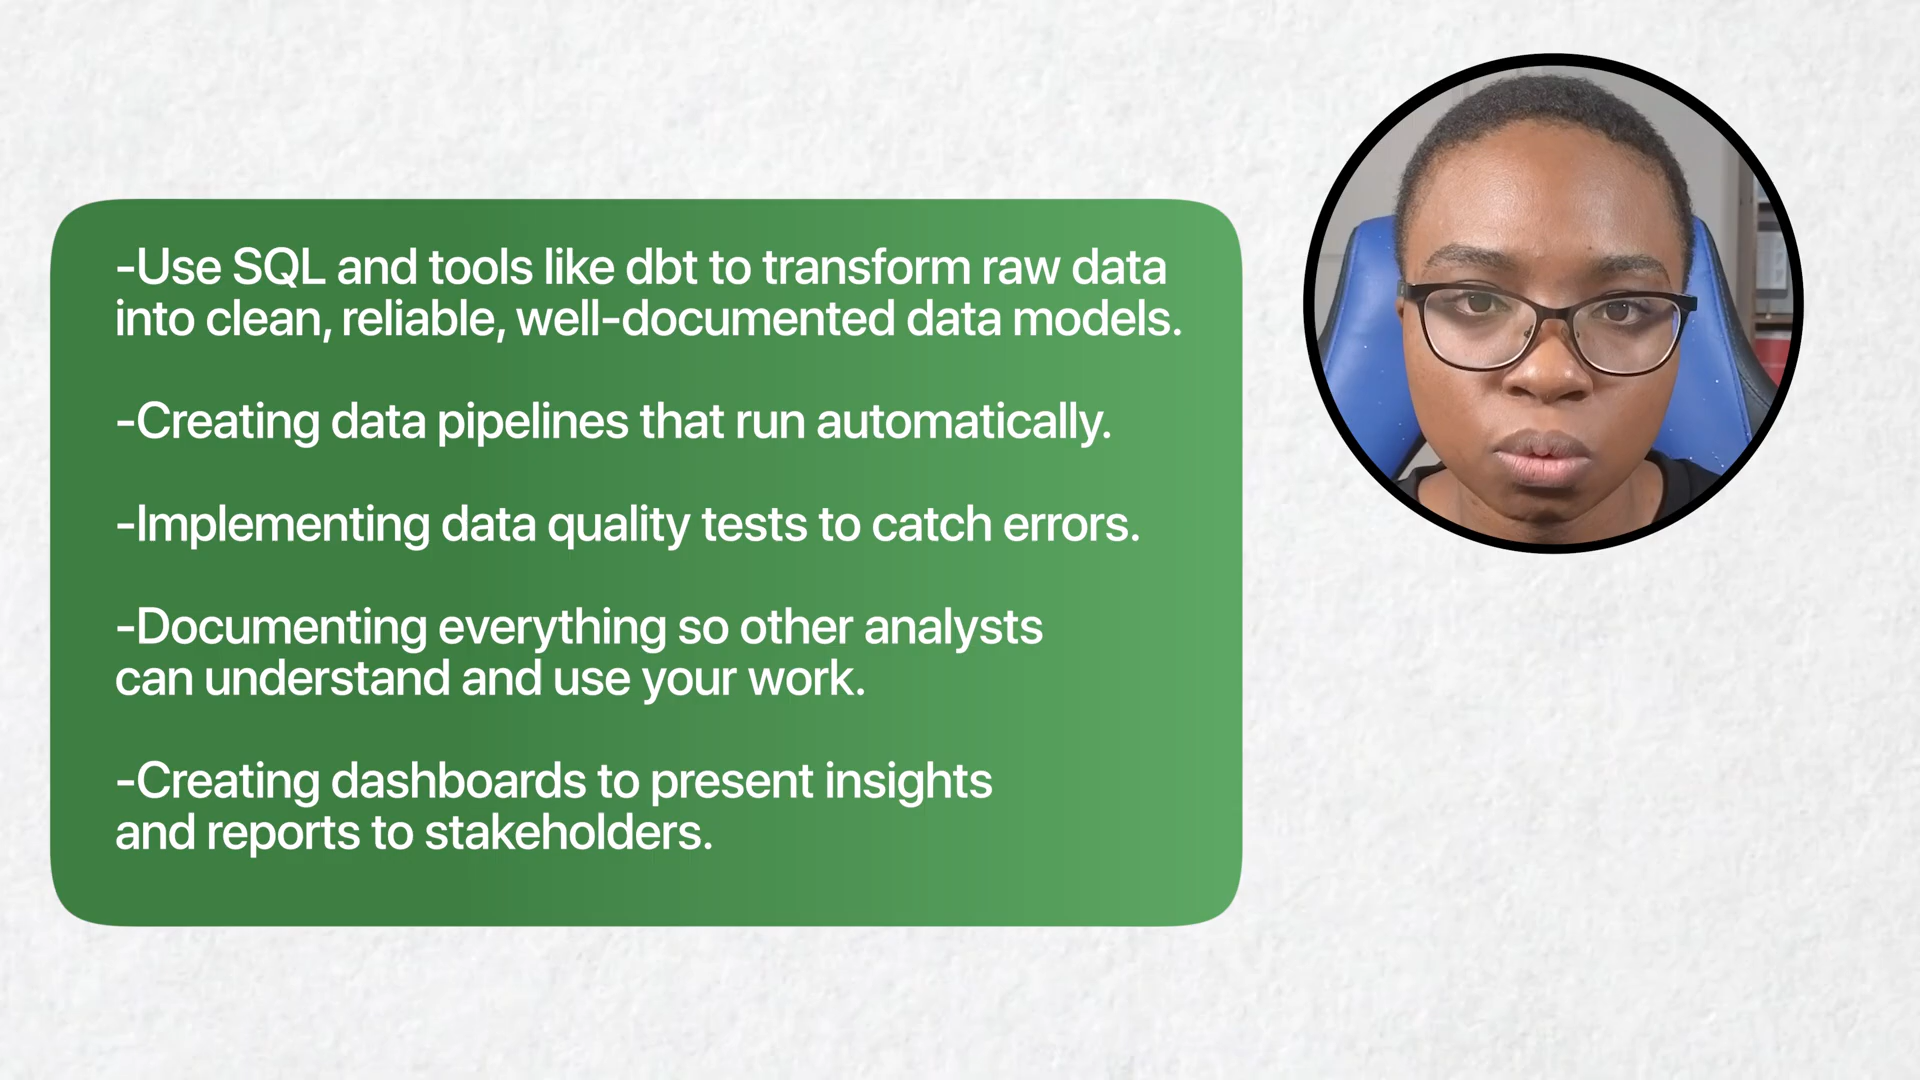 -Use SQL and tools like dbt to transform raw data
into clean, reliable, well-documented data models.
-Creating data pipelines that run automatically.
-Implementing data quality tests to catch errors.
-Documenting everything so other analysts
can understand and use your work.
-Creating dashboards to present insights
and reports to stakeholders.